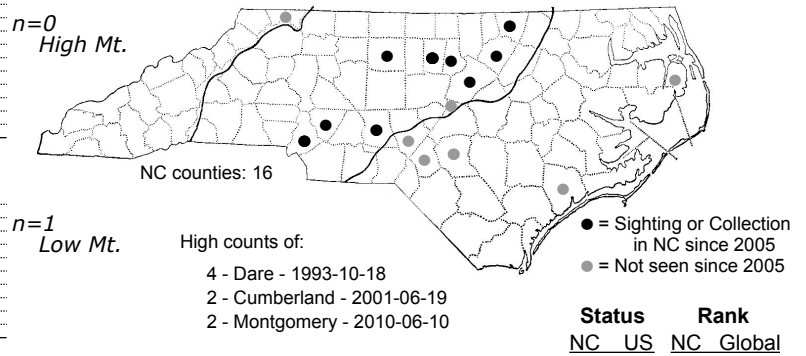 n=0
High Mt.
NC counties: 16
n=1
Low Mt.
High counts of:
4 - Dare - 1993-10-18
2 - Cumberland - 2001-06-19
2 - Montgomery - 2010-06-10
= Sighting or Collection
in NC since 2005
= Not seen since 2005
Status Rank
NC US NC Global